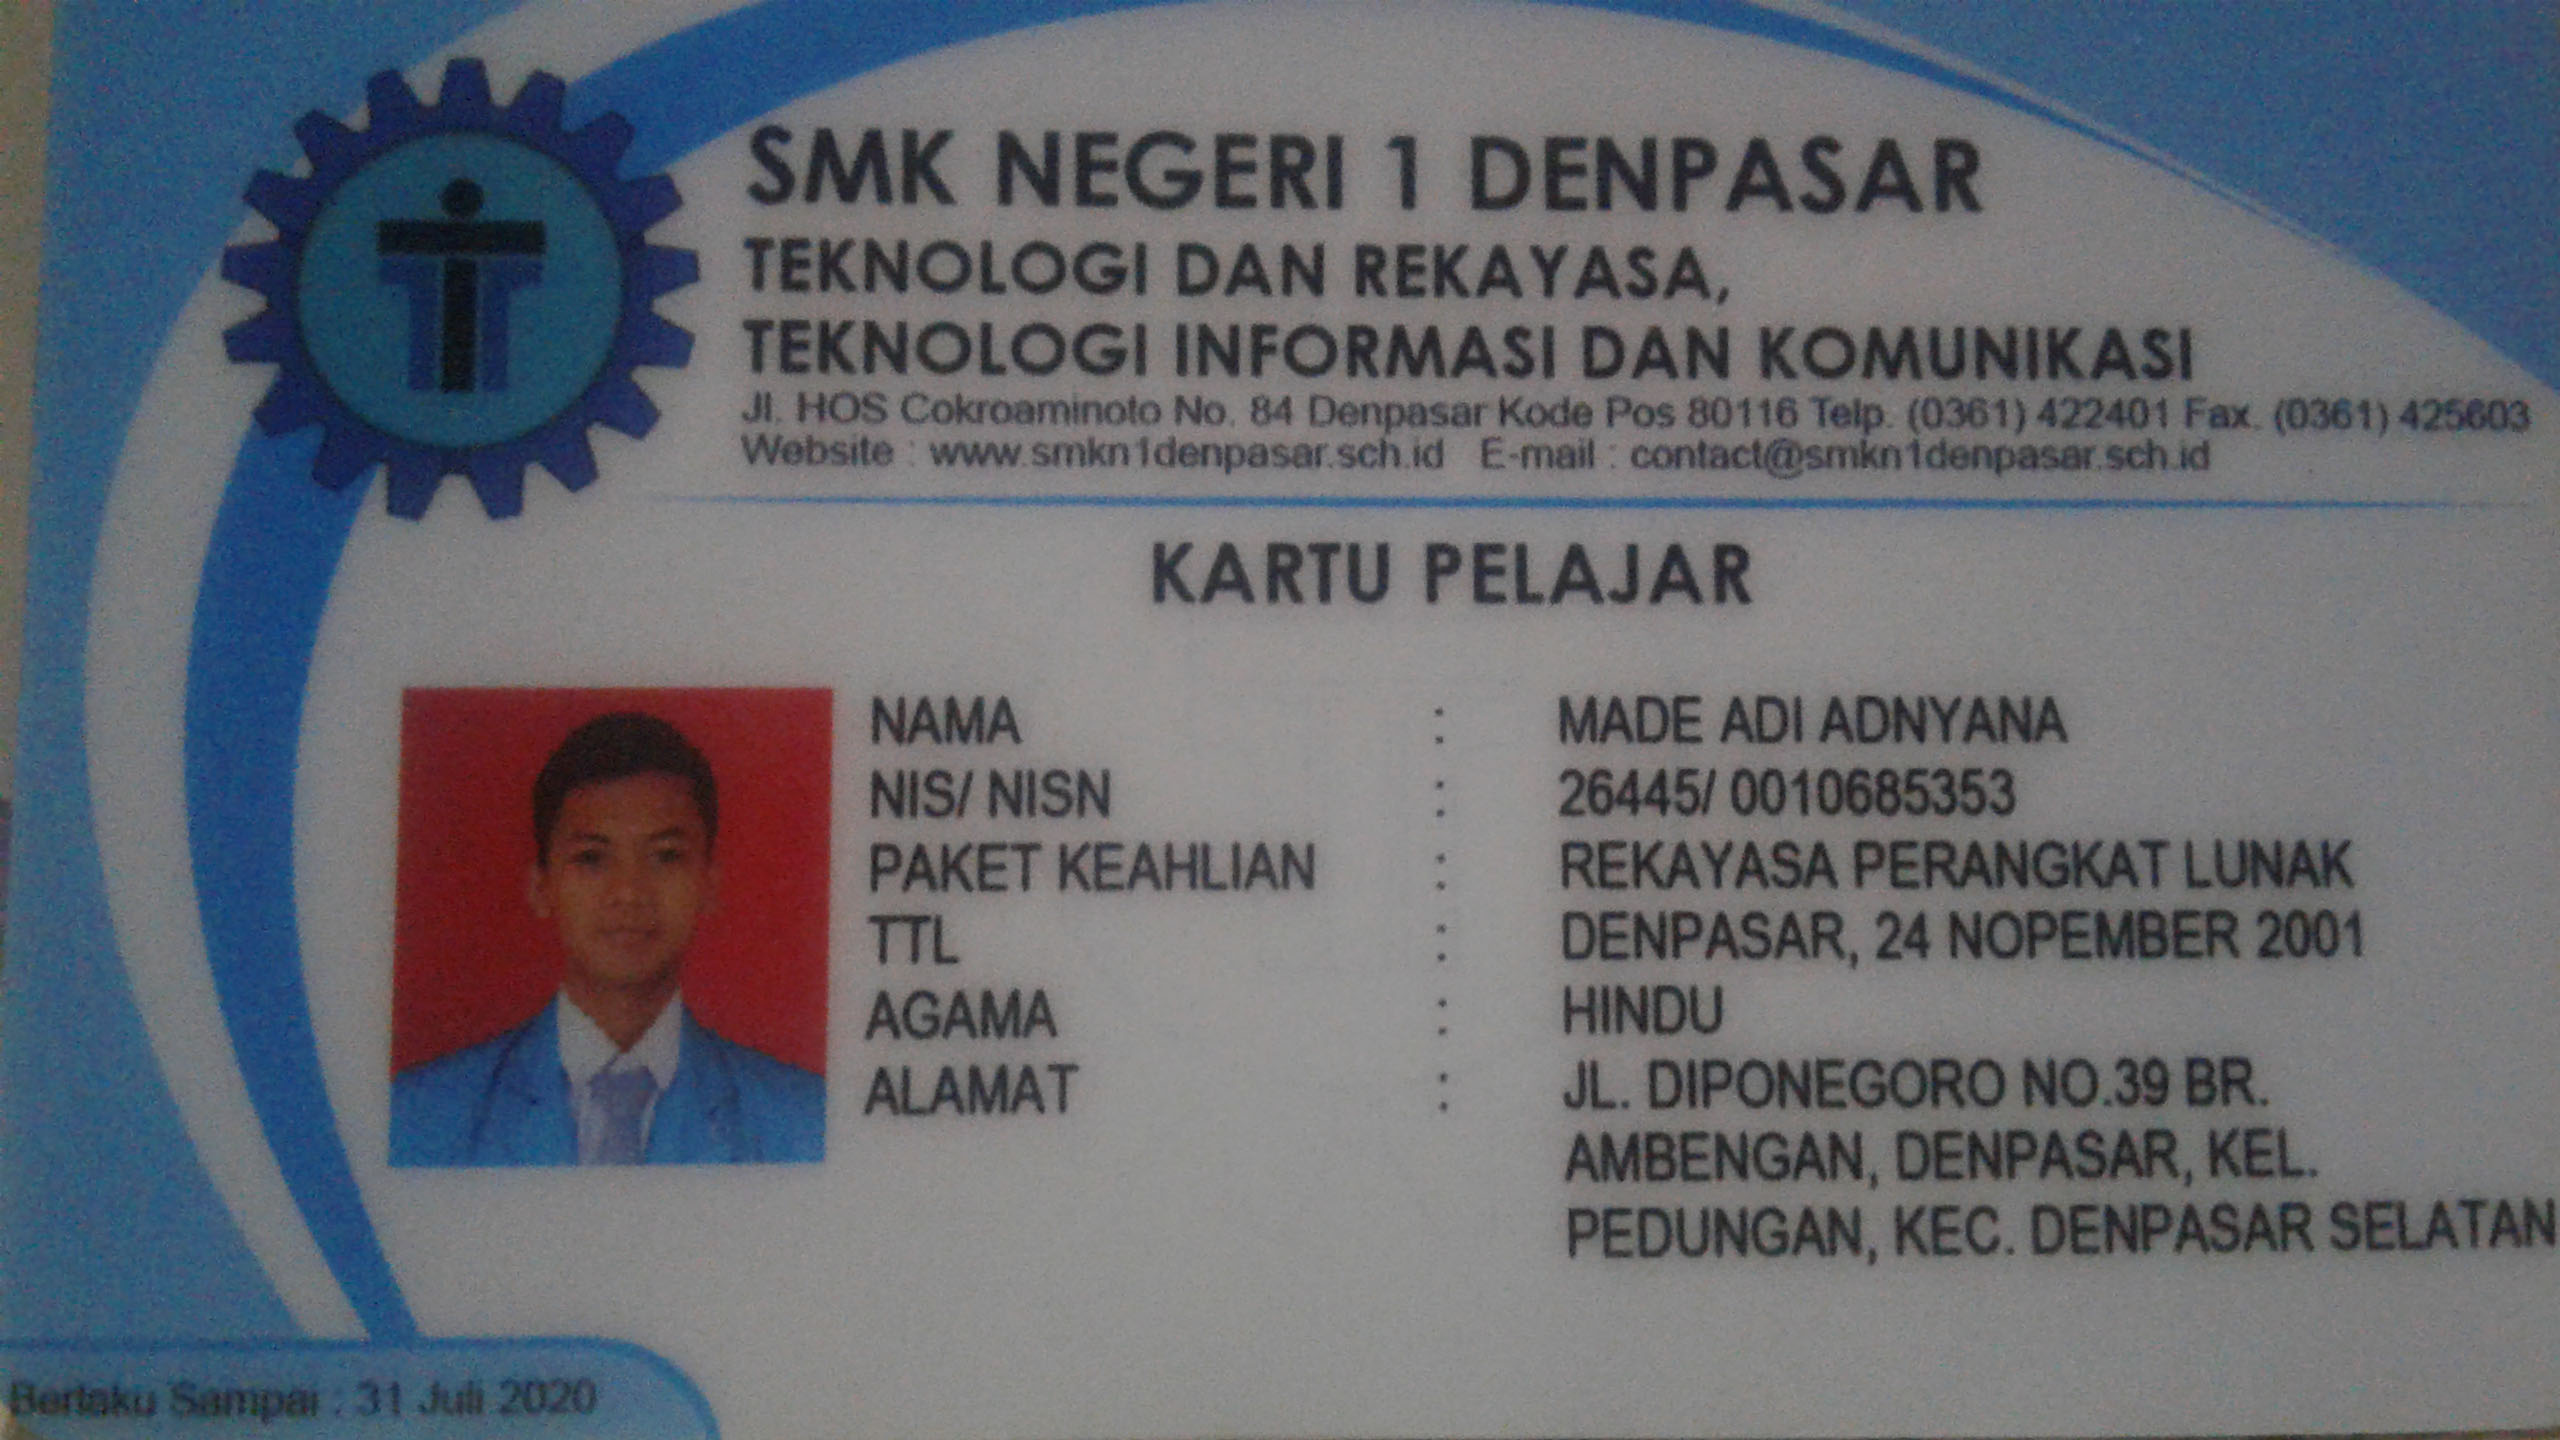 SMK NEGERI 1 DENPASAR
TEKNOLOGI DAN REKAYASA,
TEKNOLOGI INFORMASI DAN KOMUNIKASI
Jl. HOS Cokroaminoto No. 84 Denpasar Kode Pos 80116 Telp. (0361) 422401 Fax. (0361) 425603
Website : www.smkn1denpasar.sch.id E-mail : contact@smkn1denpasar.sch.id
KARTU PELAJAR
NAMA : MADE ADI ADNYANA
NIS/ NISN : 26445/ 0010685353
PAKET KEAHLIAN : REKAYASA PERANGKAT LUNAK
TTL : DENPASAR, 24 NOPEMBER 2001
AGAMA : HINDU
ALAMAT : JL. DIPONEGORO NO.39 BR.
AMBENGAN, DENPASAR, KEL.
PEDUNGAN, KEC. DENPASAR SELATAN
Berlaku Sampai : 31 Juli 2020